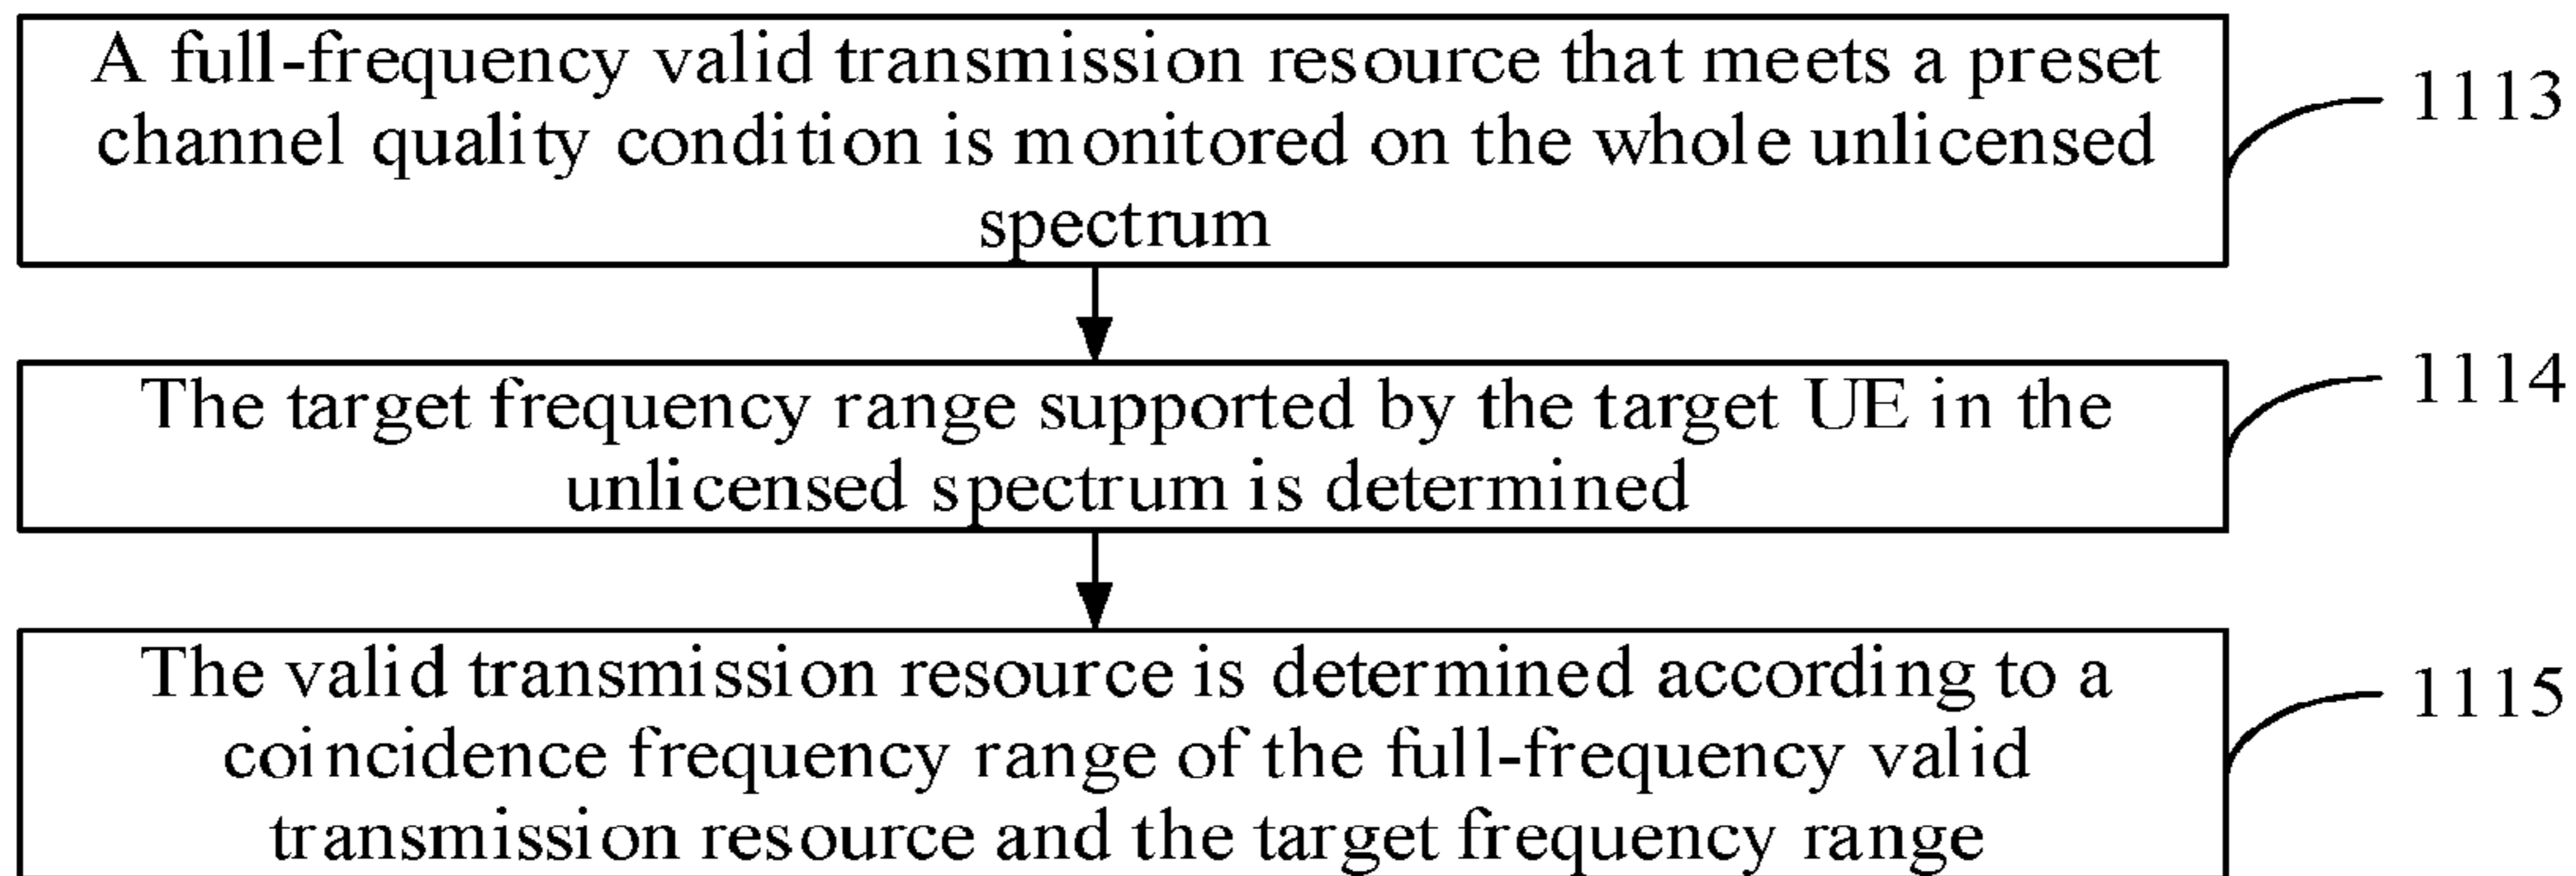 A full-frequency valid transmission resource that meets a preset
channel quality condition is monitored on the whole unlicensed
spectrum
1113
The target frequency range supported by the target UE in the
unlicensed spectrum is determined
1114
The valid transmission resource is determined according to a
coincidence frequency range of the full-frequency valid
transmission resource and the target frequency range
1115